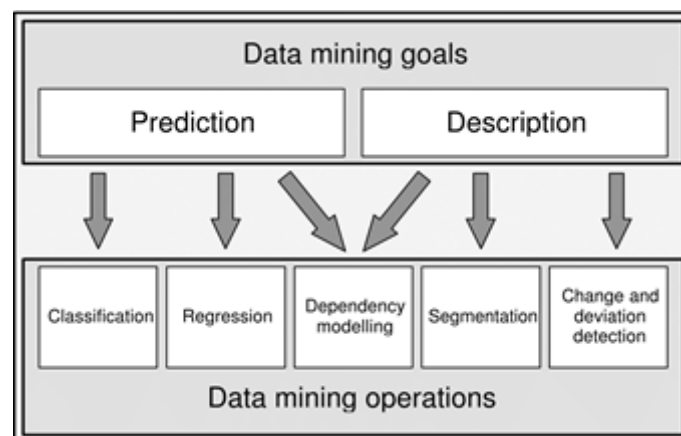 Data mining goals
Prediction
Description
Classification
Regression
Dependency
modelling
Segmentation
Change and
deviation
detection
Data mining operations